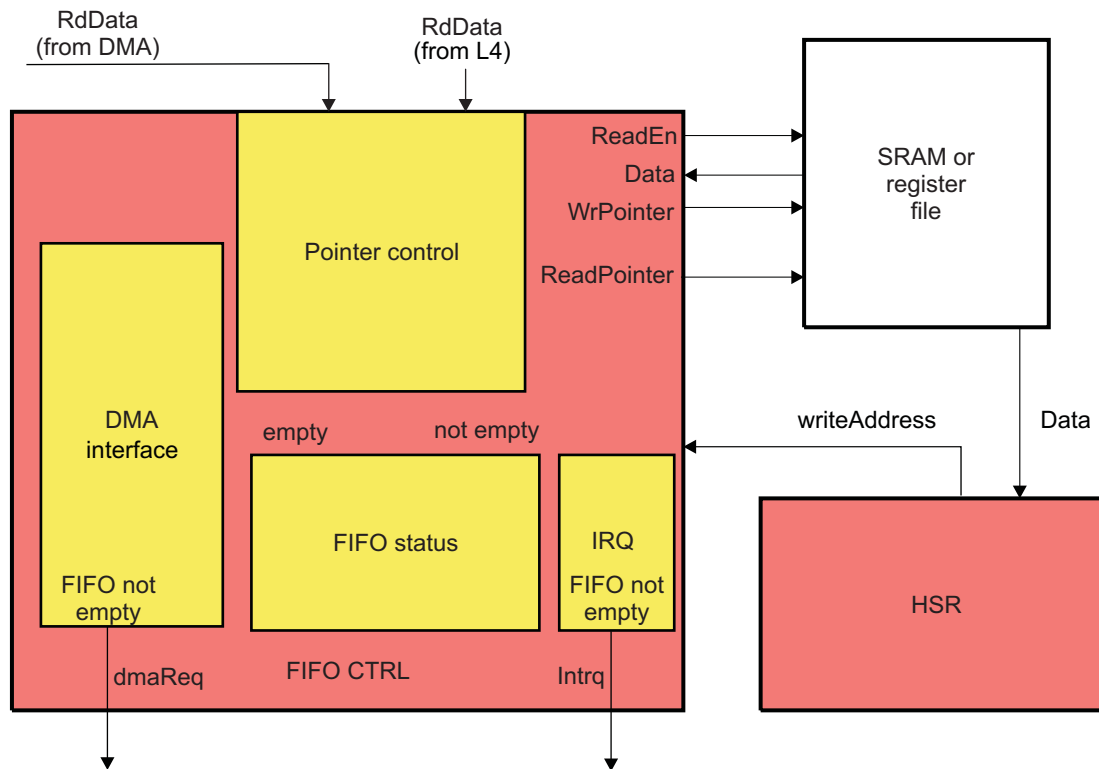 RdData
(from DMA)
RdData
(from L4)
ReadEn
Data
WrPointer
ReadPointer
SRAM or
register
file
Pointer control
DMA
interface
empty
not empty
writeAddress
Data
FIFO status
IRQ
FIFO not
empty
FIFO not
empty
HSR
dmaReq
FIFO CTRL
Intrq